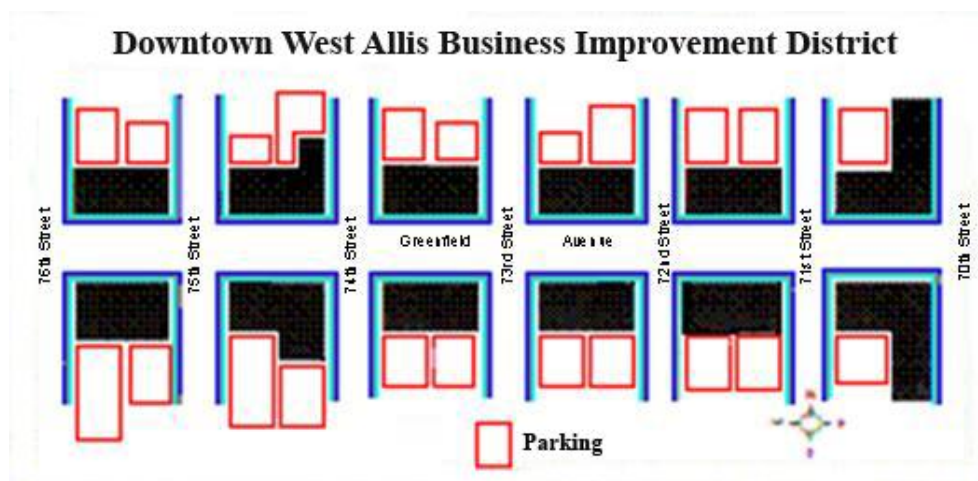 Downtown West Allis Business Improvement District
76th Street
75th Street
74th Street
Greenfield
73rd Street
Avenue
72nd Street
71st Street
70th Street
Parking